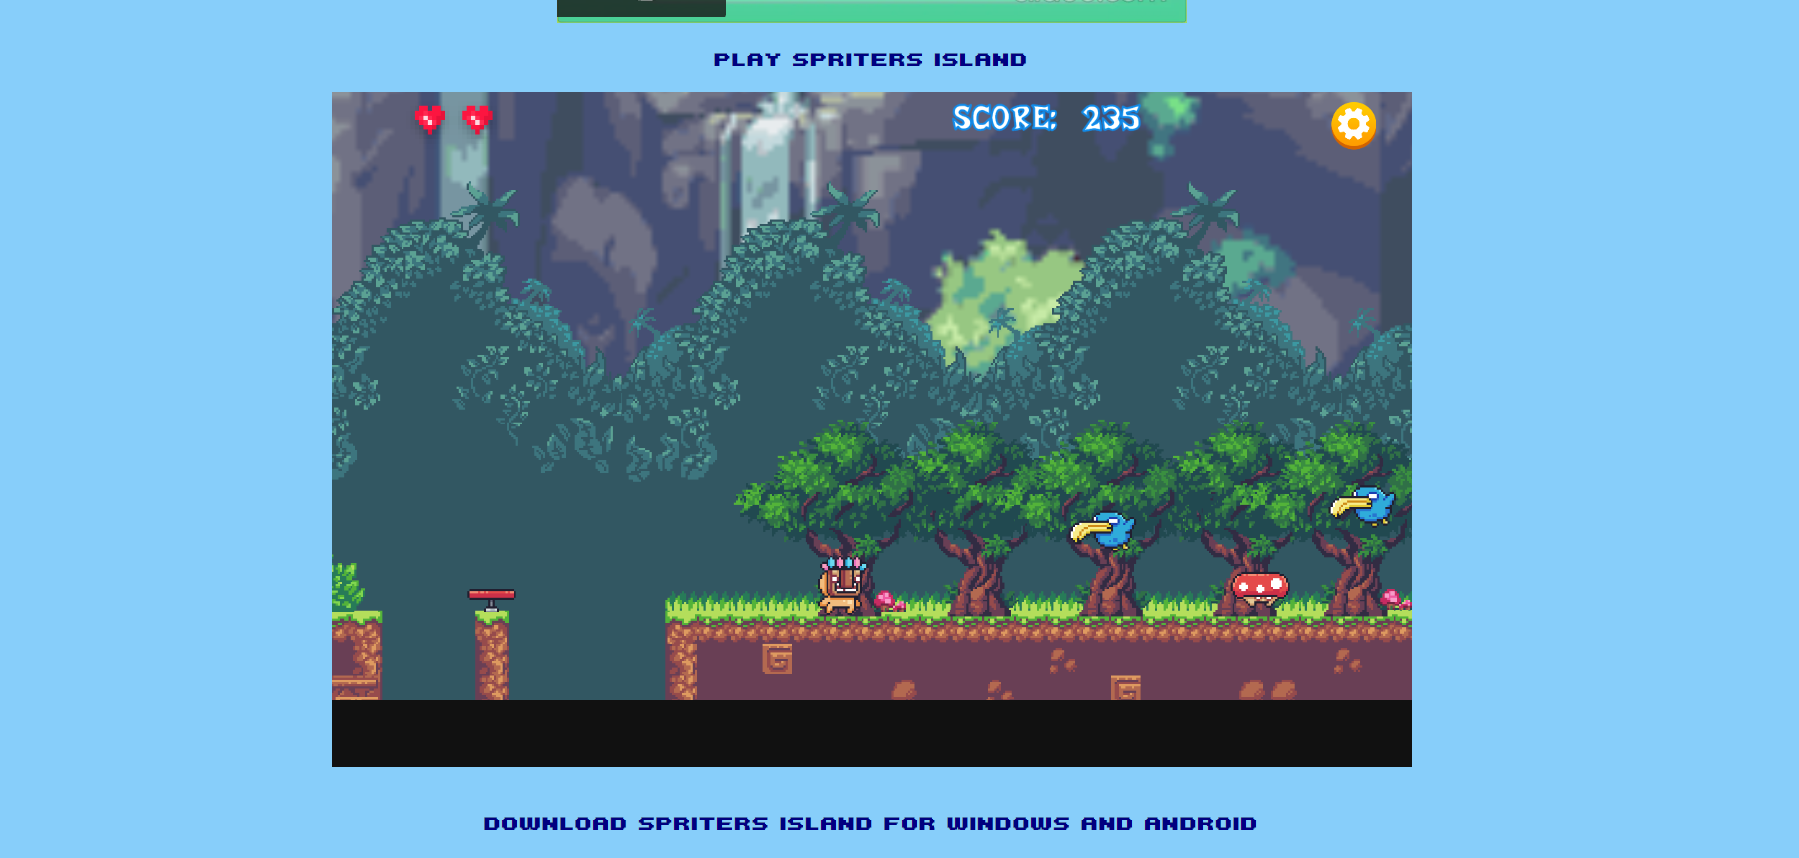 PLAY SPRITERS ISLAND
SCORE: 235
DOWNLOAD SPRITERS ISLAND FOR WINDOWS AND ANDROID